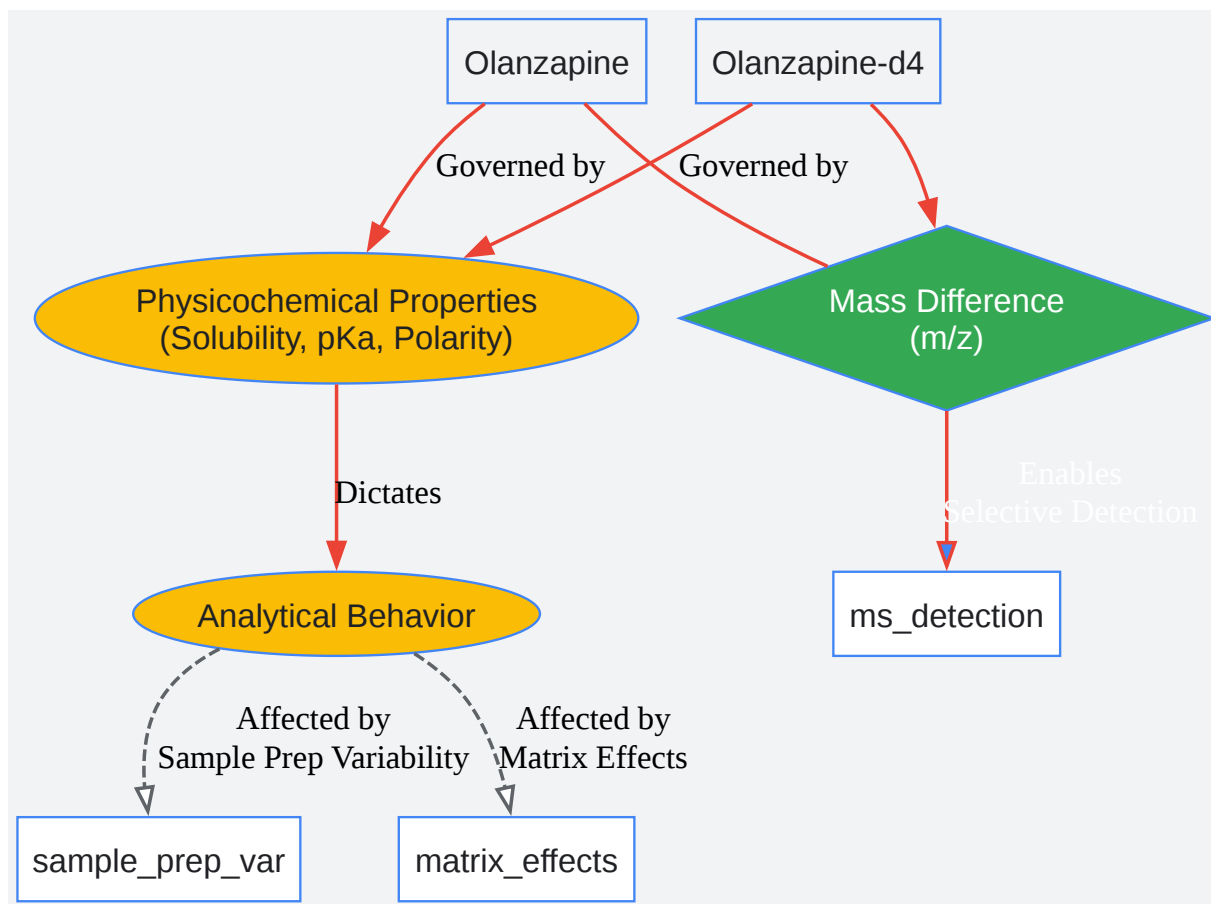 Olanzapine
Olanzapine-d4
Governed by
Governed by
Physicochemical Properties
(Solubility, pKa, Polarity)
Mass Difference
(m/z)
Dictates
Enables
Selective Detection
Analytical Behavior
ms_detection
Affected by
Sample Prep Variability
Affected by
Matrix Effects
sample_prep_var
matrix_effects